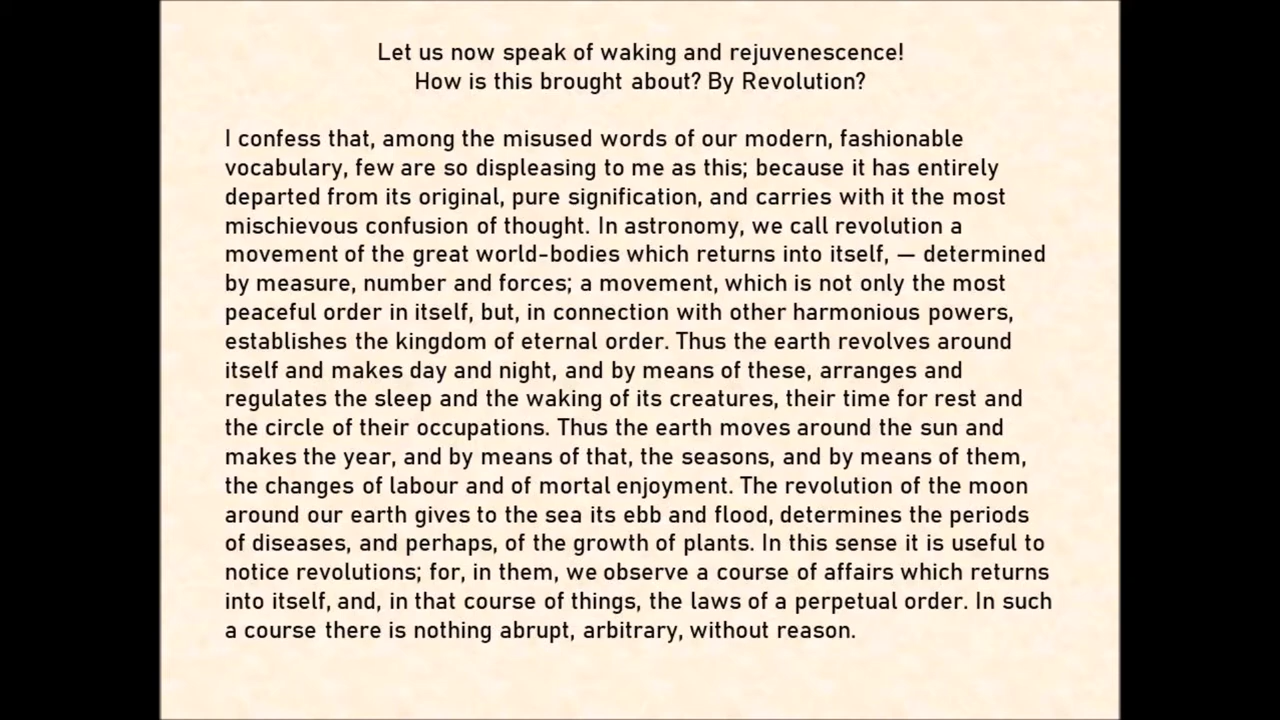 Let us now speak of waking and rejuvenescence!
How is this brought about? By Revolution?
I confess that, among the misused words of our modern, fashionable
vocabulary, few are so displeasing to me as this; because it has entirely
departed from its original, pure signification, and carries with it the most
mischievous confusion of thought. In astronomy, we call revolution a
movement of the great world-bodies which returns into itself, — determined
by measure, number and forces; a movement, which is not only the most
peaceful order in itself, but, in connection with other harmonious powers,
establishes the kingdom of eternal order. Thus the earth revolves around
itself and makes day and night, and by means of these, arranges and
regulates the sleep and the waking of its creatures, their time for rest and
the circle of their occupations. Thus the earth moves around the sun and
makes the year, and by means of that, the seasons, and by means of them,
the changes of labour and of mortal enjoyment. The revolution of the moon
around our earth gives to the sea its ebb and flood, determines the periods
of diseases, and perhaps, of the growth of plants. In this sense it is useful to
notice revolutions; for, in them, we observe a course of affairs which returns
into itself, and, in that course of things, the laws of a perpetual order. In such
a course there is nothing abrupt, arbitrary, without reason.